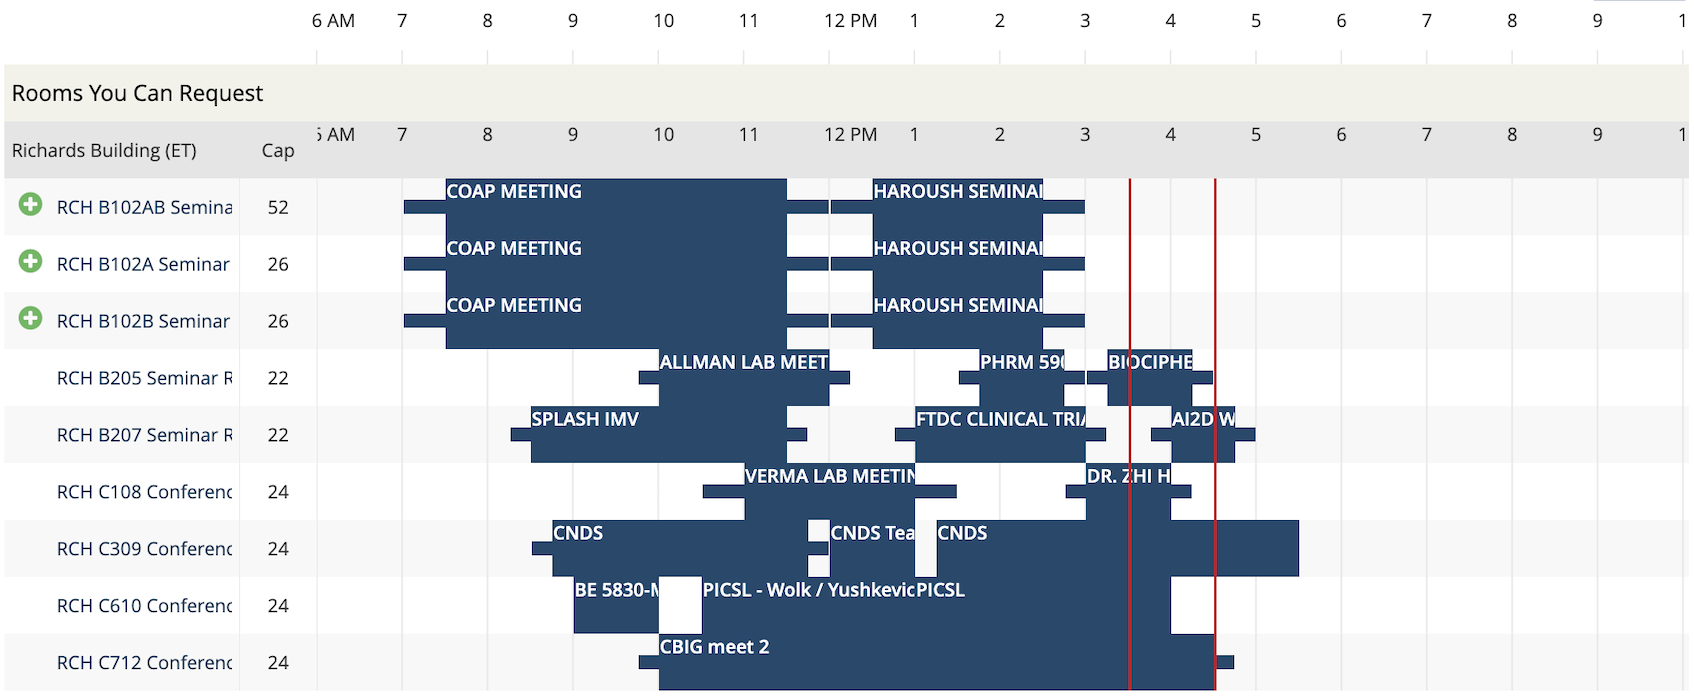 6 AM 7 8 9 10 11 12 PM 1 2 3 4 5 6 7 8 9 1
Rooms You Can Request
Richards Building (ET) Cap 5 AM 7 8 9 10 11 12 PM 1 2 3 4 5 6 7 8 9 1
RCH B102AB Semina 52 COAP MEETING HAROUSH SEMINAI
RCH B102A Seminar 26 COAP MEETING HAROUSH SEMINAI
RCH B102B Seminar 26 COAP MEETING HAROUSH SEMINAI
RCH B205 Seminar R 22 ALLMAN LAB MEET PHRM 590 BIOCIPHE
RCH B207 Seminar R 22 SPLASH IMV FTDC CLINICAL TRIA AI2D W
RCH C108 Conferenc 24 VERMA LAB MEETIN DR. ZHI H
RCH C309 Conferenc 24 CNDS CNDS Tea CNDS
RCH C610 Conferenc 24 BE 5830-M PICSL - Wolk / Yushkevic PICSL
RCH C712 Conferenc 24 CBIG meet 2